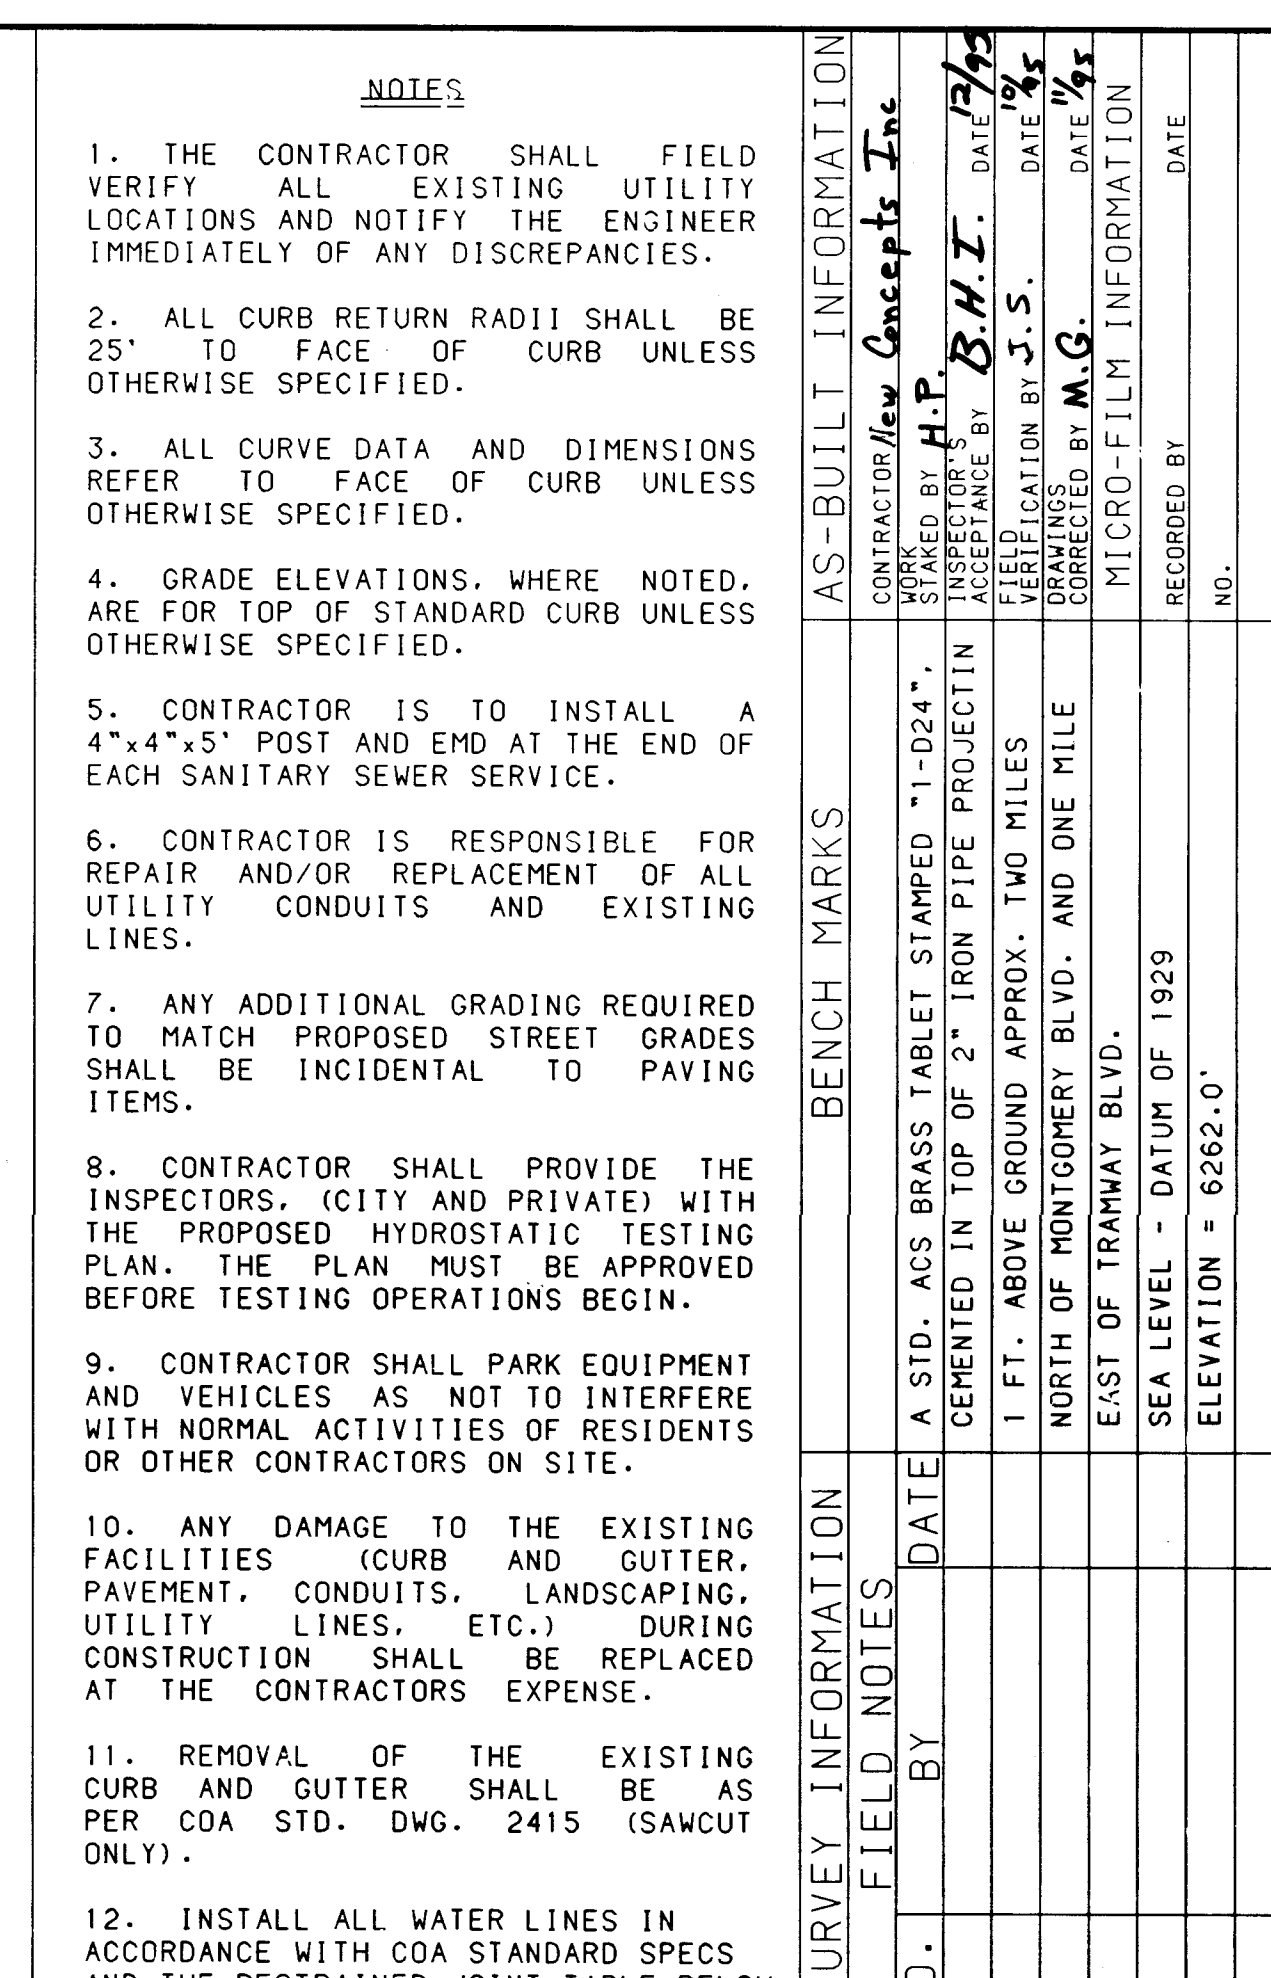 NOTES
1. THE CONTRACTOR SHALL FIELD
VERIFY ALL EXISTING UTILITY
LOCATIONS AND NOTIFY THE ENGINEER
IMMEDIATELY OF ANY DISCREPANCIES.
2. ALL CURB RETURN RADII SHALL BE
25' TO FACE OF CURB UNLESS
OTHERWISE SPECIFIED.
3. ALL CURVE DATA AND DIMENSIONS
REFER TO FACE OF CURB UNLESS
OTHERWISE SPECIFIED.
4. GRADE ELEVATIONS, WHERE NOTED,
ARE FOR TOP OF STANDARD CURB UNLESS
OTHERWISE SPECIFIED.
5. CONTRACTOR IS TO INSTALL A
4"x4"x5' POST AND EMD AT THE END OF
EACH SANITARY SEWER SERVICE.
6. CONTRACTOR IS RESPONSIBLE FOR
REPAIR AND/OR REPLACEMENT OF ALL
UTILITY CONDUITS AND EXISTING
LINES.
7. ANY ADDITIONAL GRADING REQUIRED
TO MATCH PROPOSED STREET GRADES
SHALL BE INCIDENTAL TO PAVING
ITEMS.
8. CONTRACTOR SHALL PROVIDE THE
INSPECTORS, (CITY AND PRIVATE) WITH
THE PROPOSED HYDROSTATIC TESTING
PLAN. THE PLAN MUST BE APPROVED
BEFORE TESTING OPERATIONS BEGIN.
9. CONTRACTOR SHALL PARK EQUIPMENT
AND VEHICLES AS NOT TO INTERFERE
WITH NORMAL ACTIVITIES OF RESIDENTS
OR OTHER CONTRACTORS ON SITE.
10. ANY DAMAGE TO THE EXISTING
FACILITIES (CURB AND GUTTER,
PAVEMENT, CONDUITS, LANDSCAPING,
UTILITY LINES, ETC.) DURING
CONSTRUCTION SHALL BE REPLACED
AT THE CONTRACTORS EXPENSE.
11. REMOVAL OF THE EXISTING
CURB AND GUTTER SHALL BE AS
PER COA STD. DWG. 2415 (SAWCUT
ONLY).
12. INSTALL ALL WATER LINES IN
ACCORDANCE WITH COA STANDARD SPECS
AND THE RESTRAINED JOINT TABLE BELOW
AS-BUILT INFORMATION
CONTRACTOR New Concepts Inc
WORK
STAKED BY H.P.
INSPECTOR'S
ACCEPTANCE BY B.H.I. DATE 12/95
FIELD
VERIFICATION BY J.S. DATE 10/95
DRAWINGS
CORRECTED BY M.G. DATE 11/95
MICRO-FILM INFORMATION
RECORDED BY DATE
NO.
BENCH MARKS
A STD. ACS BRASS TABLET STAMPED "1-D24",
CEMENTED IN TOP OF 2" IRON PIPE PROJECTIN
1 FT. ABOVE GROUND APPROX. TWO MILES
NORTH OF MONTGOMERY BLVD. AND ONE MILE
EAST OF TRAMWAY BLVD.
SEA LEVEL - DATUM OF 1929
ELEVATION = 6262.0'
URVEY INFORMATION
FIELD NOTES
O. BY DATE